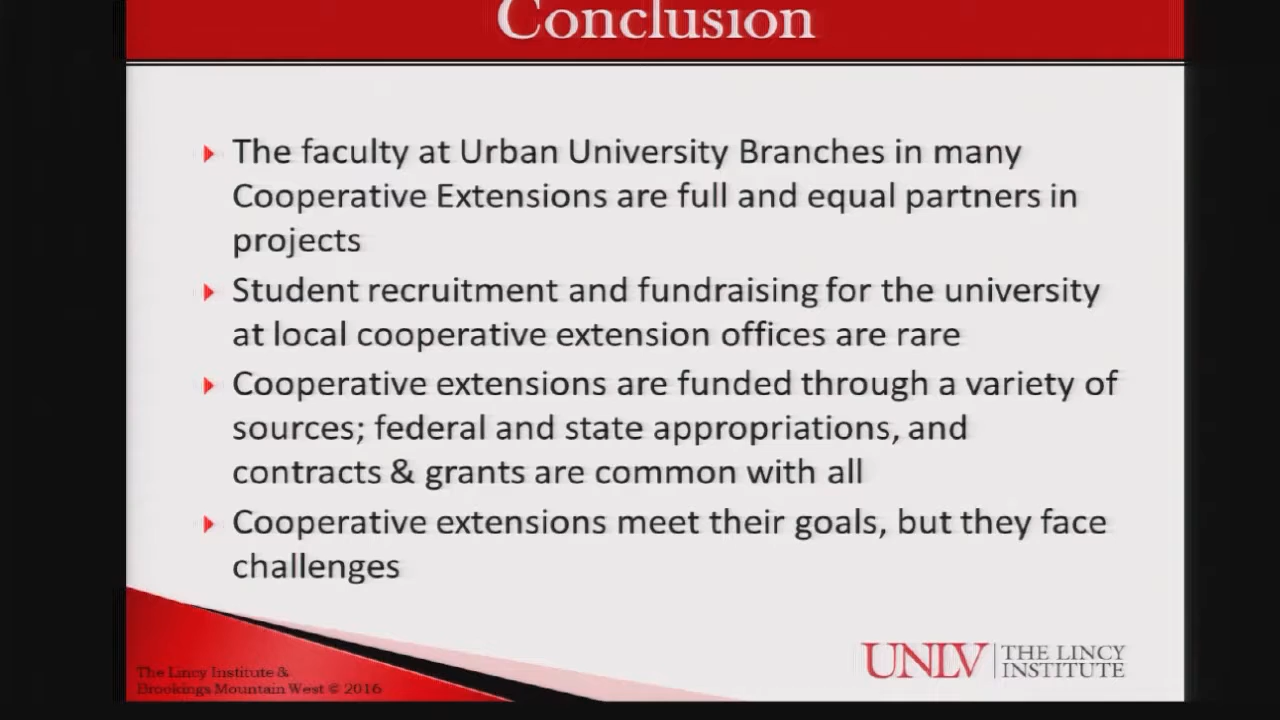 Conclusion
The faculty at Urban University Branches in many
Cooperative Extensions are full and equal partners in
projects
Student recruitment and fundraising for the university
at local cooperative extension offices are rare
Cooperative extensions are funded through a variety of
sources; federal and state appropriations, and
contracts & grants are common with all
Cooperative extensions meet their goals, but they face
challenges
The Lincy Institute &
Brookings Mountain West © 2016
UNLV THE LINCY
INSTITUTE